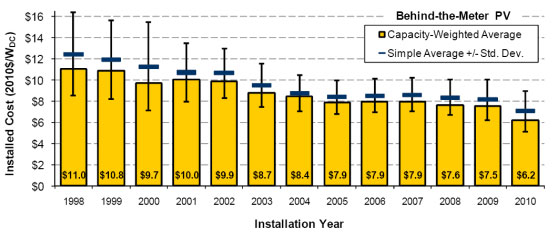 Behind-the-Meter PV
Capacity-Weighted Average
Simple Average +/- Std. Dev.
Installed Cost (2010$/WDC)
$16
$14
$12
$10
$8
$6
$4
$2
$0
$11.0 $10.8 $9.7 $10.0 $9.9 $8.7 $8.4 $7.9 $7.9 $7.9 $7.6 $7.5 $6.2
1998 1999 2000 2001 2002 2003 2004 2005 2006 2007 2008 2009 2010
Installation Year